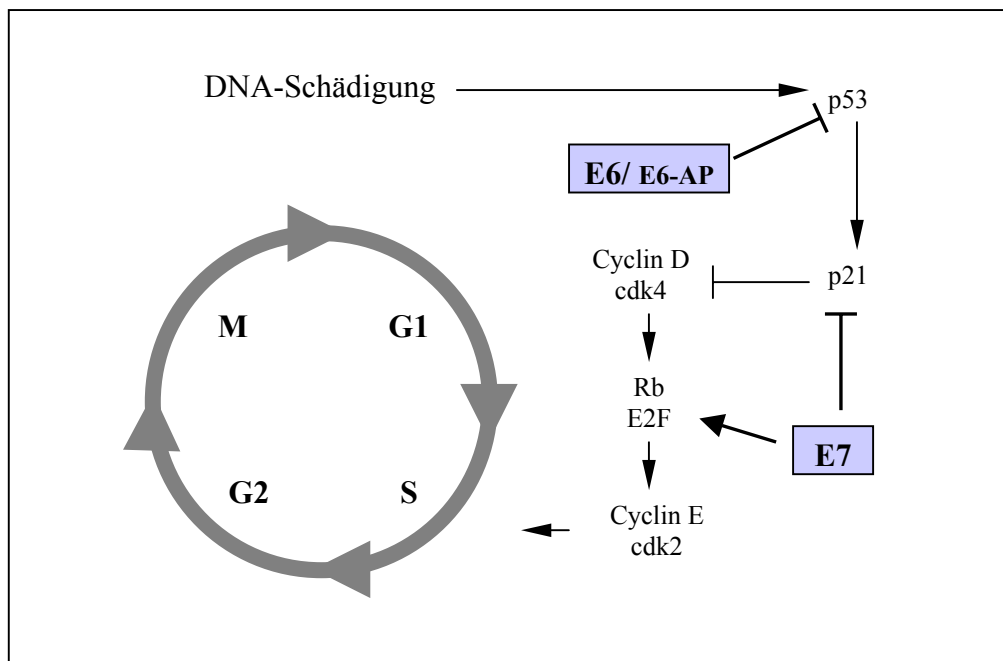 DNA-Schädigung
p53
E6/ E6-AP
Cyclin D
cdk4
p21
M
G1
Rb
E2F
E7
G2
S
Cyclin E
cdk2